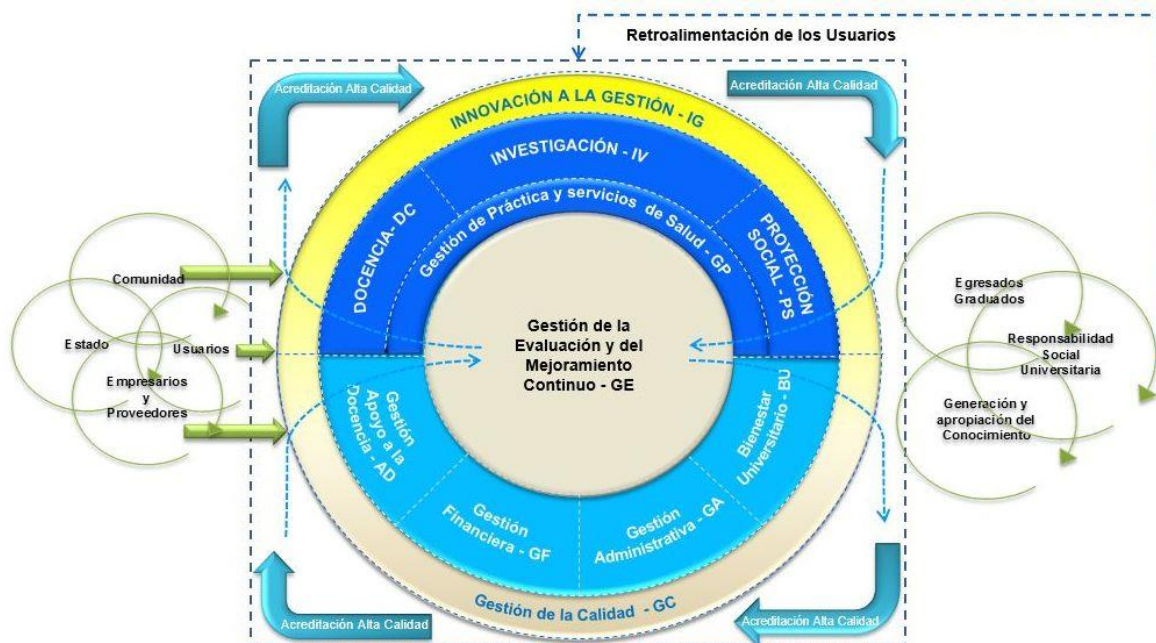 Retroalimentación de los Usuarios
Acreditación Alta Calidad
Acreditación Alta Calidad
INNOVACIÓN A LA GESTIÓN - IG
INVESTIGACIÓN - IV
DOCENCIA- DC
Gestión de Práctica y servicios de Salud - GP
PROYECCIÓN
SOCIAL - PS
Comunidad
Estado
Usuarios
Empresarios
y
Proveedores
Gestión de la
Evaluación y del
Mejoramiento
Continuo - GE
Egresados
Graduados
Responsabilidad
Social
Universitaria
Generación y
apropiación del
Conocimiento
Gestión
Apoyo a la
Docencia - AD
Gestión
Financiera - GF
Gestión
Administrativa - GA
Bienestar
Universitario - BU
Gestión de la Calidad - GC
Acreditación Alta Calidad
Acreditación Alta Calidad